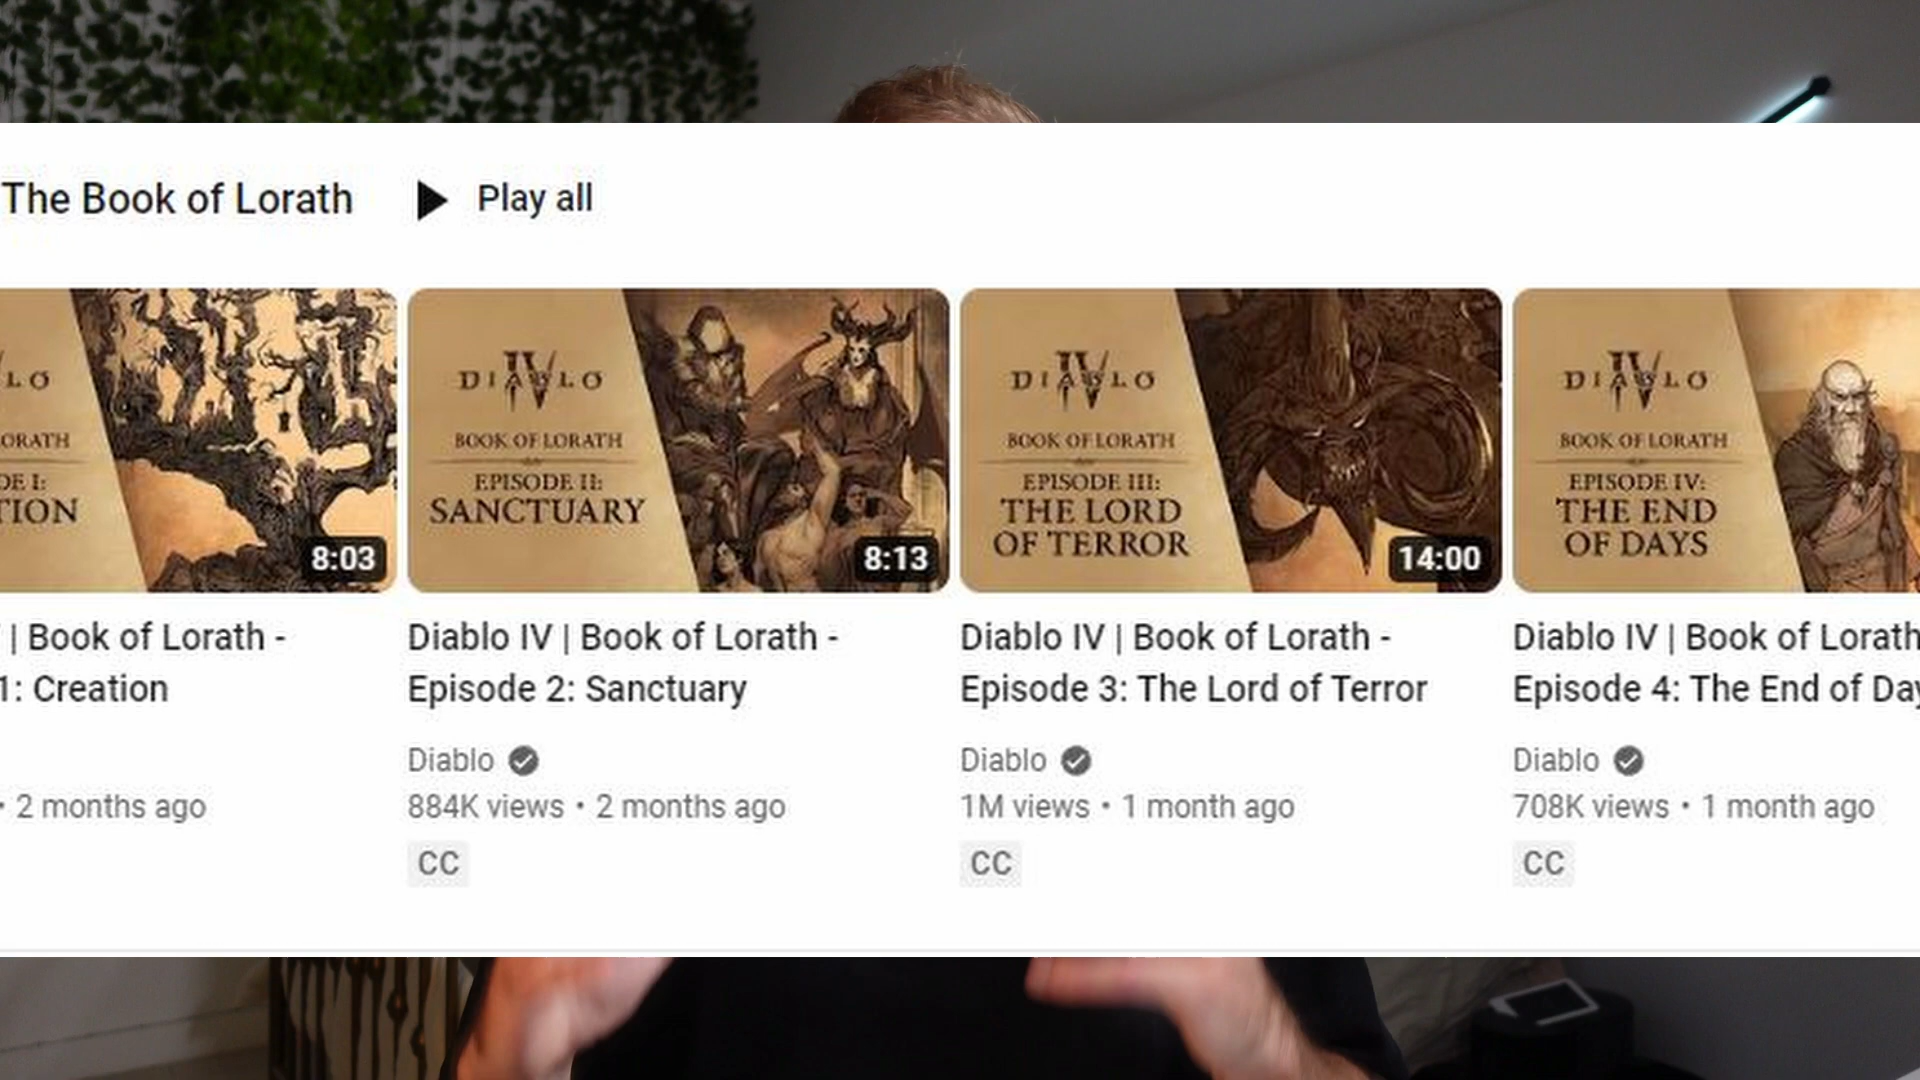 The Book of Lorath
Play all
LO
ORATH
DE I:
TION
8:03
DIABLO
IV
BOOK OF LORATH
EPISODE II:
SANCTUARY
8:13
DIABLO
IV
BOOK OF LORATH
EPISODE III:
THE LORD
OF TERROR
14:00
DIABLO
IV
BOOK OF LORATH
EPISODE IV:
THE END
OF DAYS
| Book of Lorath -
1: Creation
• 2 months ago
Diablo IV | Book of Lorath -
Episode 2: Sanctuary
Diablo
884K views • 2 months ago
CC
Diablo IV | Book of Lorath -
Episode 3: The Lord of Terror
Diablo
1M views • 1 month ago
CC
Diablo IV | Book of Lorath
Episode 4: The End of Day
Diablo
708K views • 1 month ago
CC